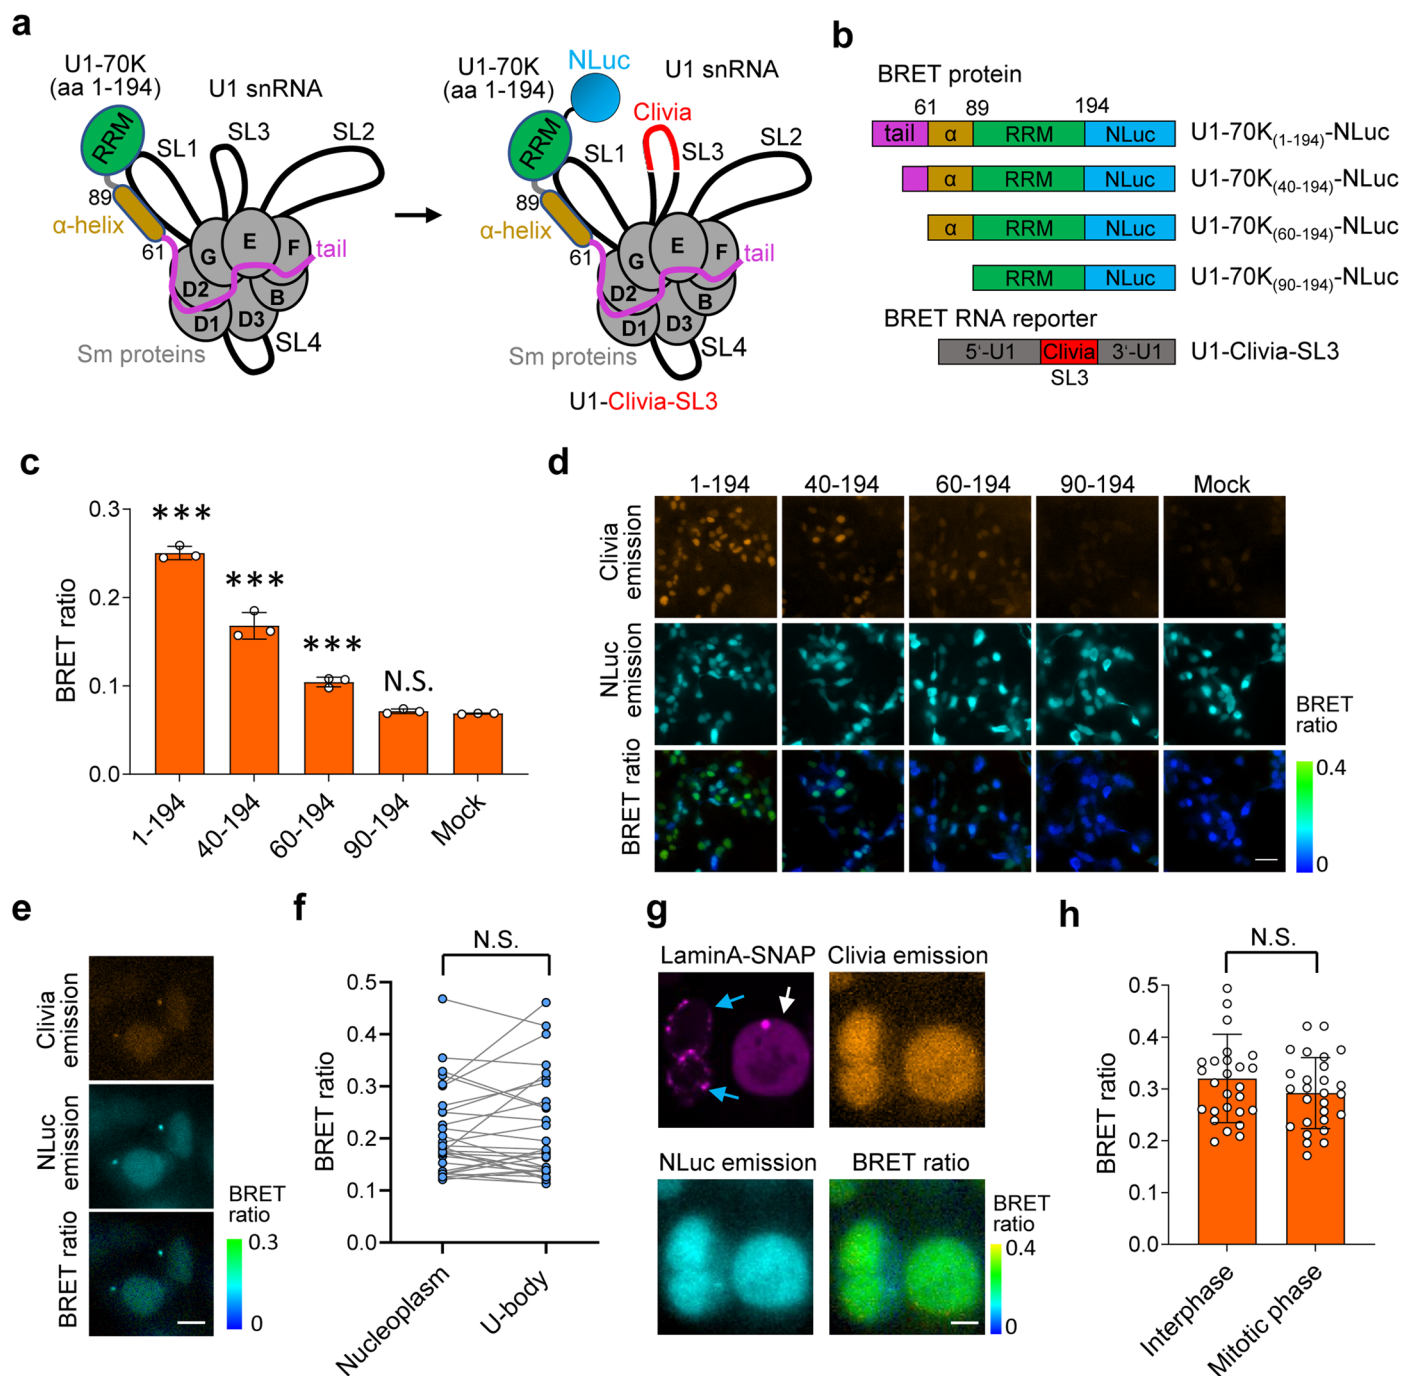 a
U1-70K
(aa 1-194)
U1 snRNA
RRM
SL1
SL3
SL2
89
α-helix
61
G
E
F
tail
D2
B
D1
D3
Sm proteins
SL4
U1-70K
(aa 1-194)
NLuc
U1 snRNA
Clivia
RRM
SL1
SL3
SL2
89
α-helix
61
G
E
F
tail
D2
B
D1
D3
Sm proteins
SL4
U1-Clivia-SL3
b
BRET protein
61 89 194
tail α RRM NLuc U1-70K(1-194)-NLuc
α RRM NLuc U1-70K(40-194)-NLuc
α RRM NLuc U1-70K(60-194)-NLuc
RRM NLuc U1-70K(90-194)-NLuc
BRET RNA reporter
5‘-U1 Clivia 3‘-U1 U1-Clivia-SL3
SL3
c
BRET ratio
0.3
0.2
0.1
0.0
***
***
***
N.S.
1-194
40-194
60-194
90-194
Mock
d
1-194 40-194 60-194 90-194 Mock
Clivia
emission
NLuc
emission
BRET ratio
BRET
ratio
0.4
0
e
Clivia
emission
NLuc
emission
BRET ratio
BRET
ratio
0.3
0
f
N.S.
BRET ratio
0.5
0.4
0.3
0.2
0.1
0.0
Nucleoplasm
U-body
g
LaminA-SNAP
Clivia emission
NLuc emission
BRET ratio
BRET
ratio
0.4
0
h
N.S.
BRET ratio
0.5
0.4
0.3
0.2
0.1
0.0
Interphase
Mitotic phase